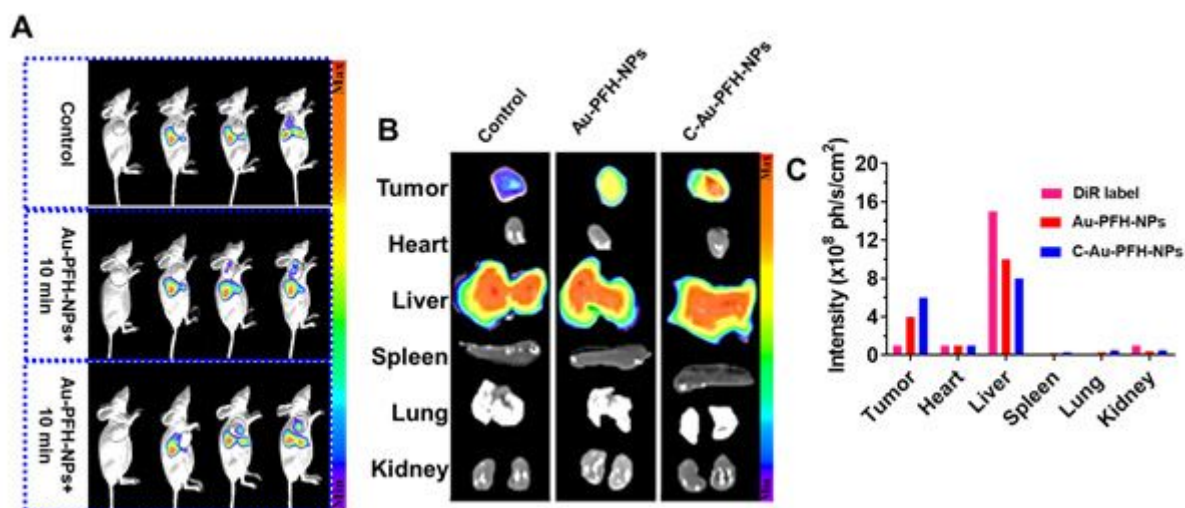 A
Control
Au-PFH-NPs+
10 min
Au-PFH-NPs+
10 min
Max
Min
B
Control
Au-PFH-NPs
C-Au-PFH-NPs
Tumor
Heart
Liver
Spleen
Lung
Kidney
Max
Min
C
Intensity (x10⁸ ph/s/cm²)
20
16
12
8
4
0
DiR label
Au-PFH-NPs
C-Au-PFH-NPs
Tumor
Heart
Liver
Spleen
Lung
Kidney